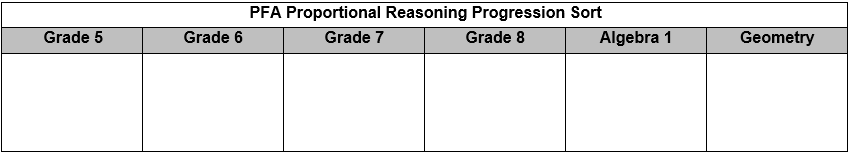 PFA Proportional Reasoning Progression Sort
Grade 5 Grade 6 Grade 7 Grade 8 Algebra 1 Geometry